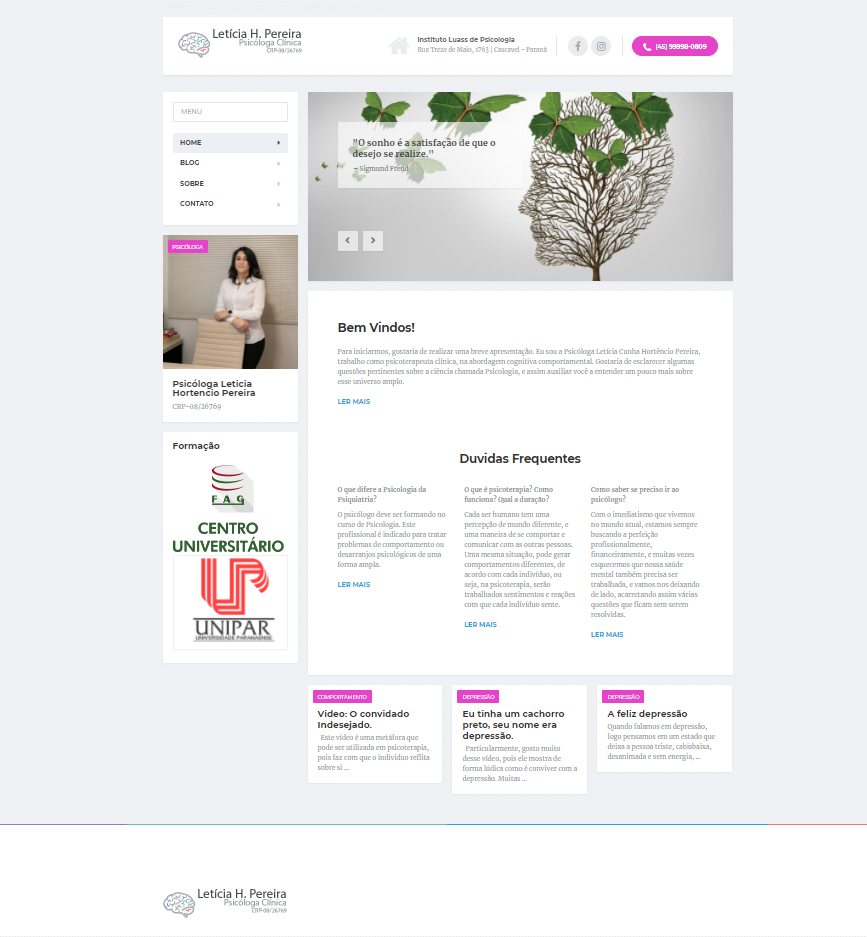 Letícia H. Pereira
Psicóloga Clínica
CRP-08/26769
Instituto Luass de Psicologia
Rua Treze de Maio, 1763 | Cascavel - Paraná
(45) 99998-0809
MENU
HOME
BLOG
SOBRE
CONTATO
"O sonho é a satisfação de que o
desejo se realize."
- Sigmund Freud
PSICÓLOGA
Psicóloga Leticia
Hortencio Pereira
CRP-08/26769
Formação
FAG
CENTRO
UNIVERSITÁRIO
UNIPAR
UNIVERSIDADE PARANAENSE
Bem Vindos!
Para iniciarmos, gostaria de realizar uma breve apresentação. Eu sou a Psicóloga Letícia Cunha Hortêncio Pereira,
trabalho como psicoterapeuta clínica, na abordagem cognitiva comportamental. Gostaria de esclarecer algumas
questões pertinentes sobre a ciência chamada Psicologia, e assim auxiliar você a entender um pouco mais sobre
esse universo amplo.
LER MAIS
Duvidas Frequentes
O que difere a Psicologia da
Psiquiatria?
O psicólogo deve ser formando no
curso de Psicologia. Este
profissional é indicado para tratar
problemas de comportamento ou
desarranjos psicológicos de uma
forma ampla.
LER MAIS
O que é psicoterapia? Como
funciona? Qual a duração?
Cada ser humano tem uma
percepção de mundo diferente, e
uma maneira de se comportar e
comunicar com as outras pessoas.
Uma mesma situação, pode gerar
comportamentos diferentes, de
acordo com cada indivíduo, ou
seja, na psicoterapia, serão
trabalhados sentimentos e reações
com que cada indivíduo sente.
LER MAIS
Como saber se preciso ir ao
psicólogo?
Com o imediatismo que vivemos
no mundo atual, estamos sempre
buscando a perfeição
profissionalmente,
financeiramente, e muitas vezes
esquecemos que nossa saúde
mental também precisa ser
trabalhada, e vamos nos deixando
de lado, acarretando assim várias
questões que ficam sem serem
resolvidas.
LER MAIS
COMPORTAMENTO
Video: O convidado
Indesejado.
Este vídeo é uma metáfora que
pode ser utilizada em psicoterapia,
pois faz com que o indivíduo reflita
sobre si ...
DEPRESSÃO
Eu tinha um cachorro
preto, seu nome era
depressão.
Particularmente, gosto muito
desse vídeo, pois ele mostra de
forma lúdica como é conviver com a
depressão. Muitas ...
DEPRESSÃO
A feliz depressão
Quando falamos em depressão,
logo pensamos em um estado que
deixa a pessoa triste, cabisbaixa,
desanimada e sem energia, ...
Letícia H. Pereira
Psicóloga Clínica
CRP-08/26769